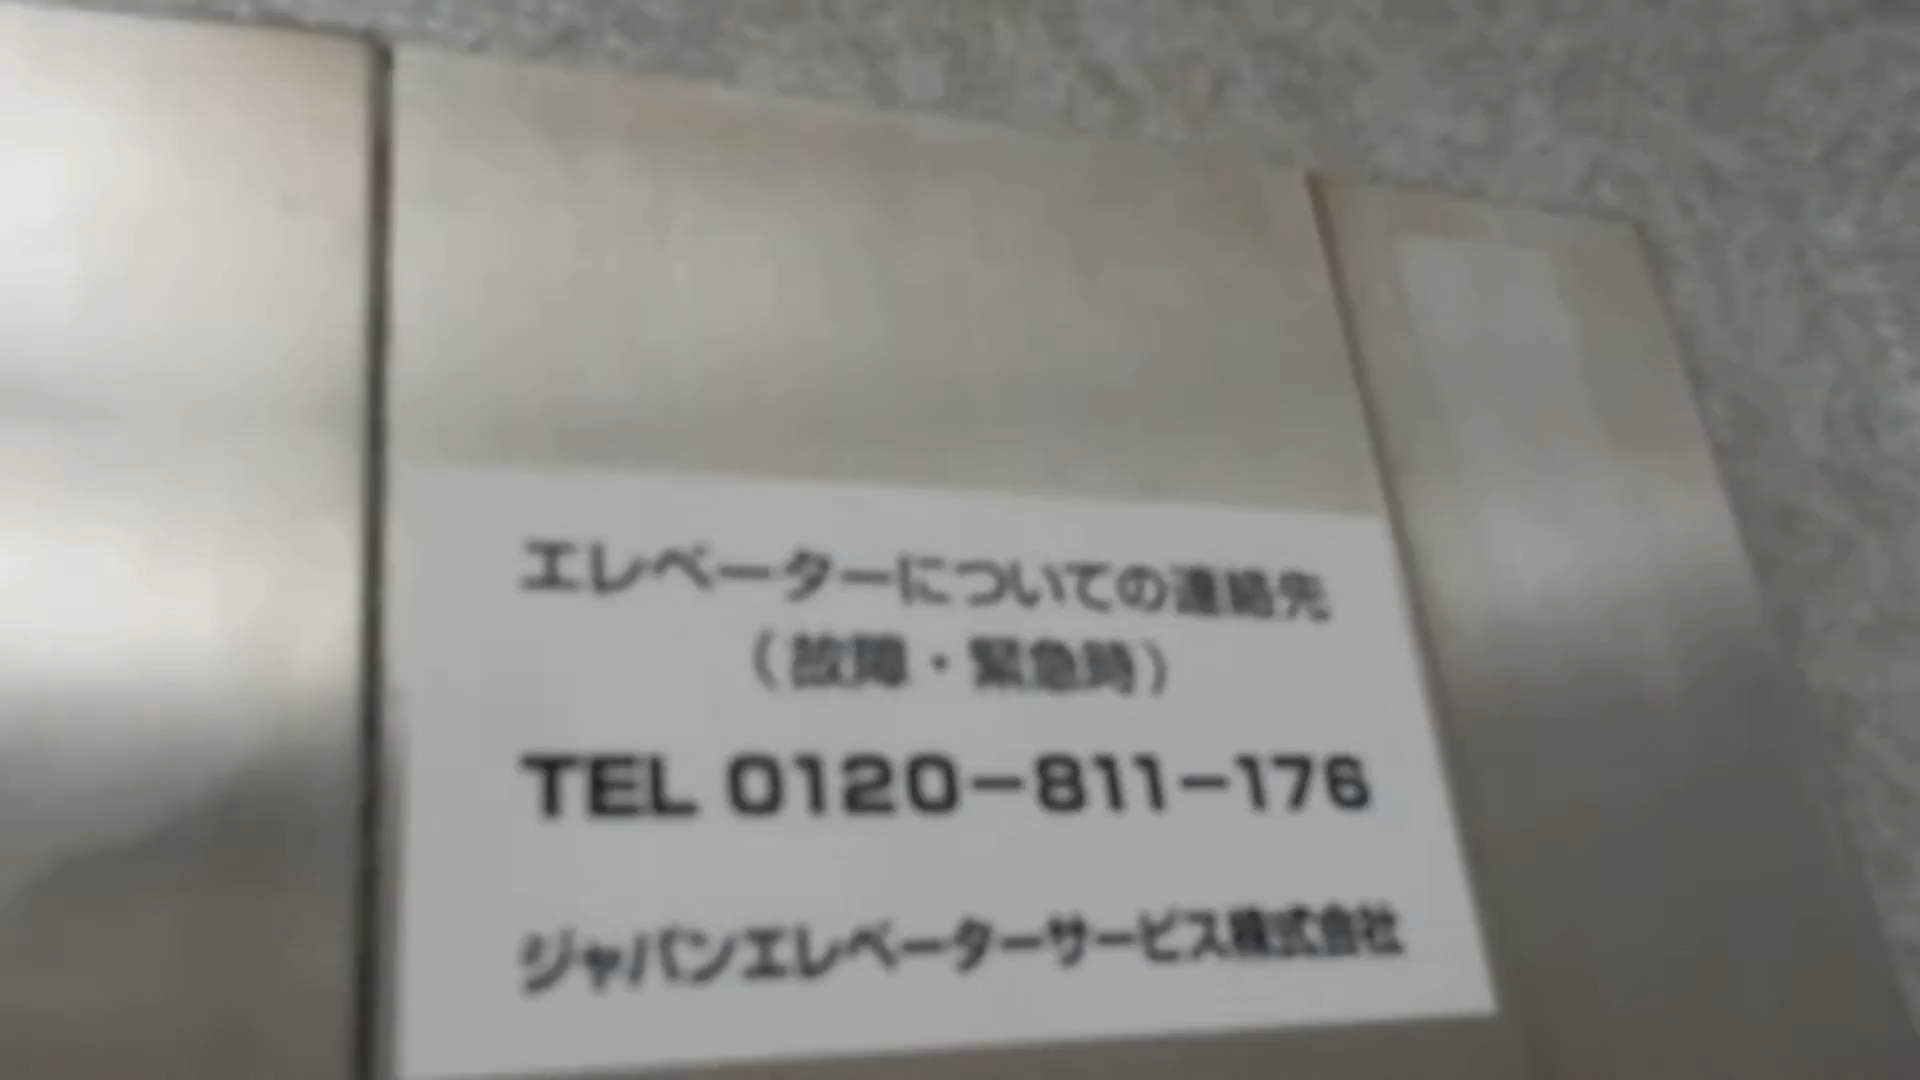 エレベーターについての連絡先
（故障・緊急時）
TEL 0120-811-176
ジャパンエレベーターサービス株式会社